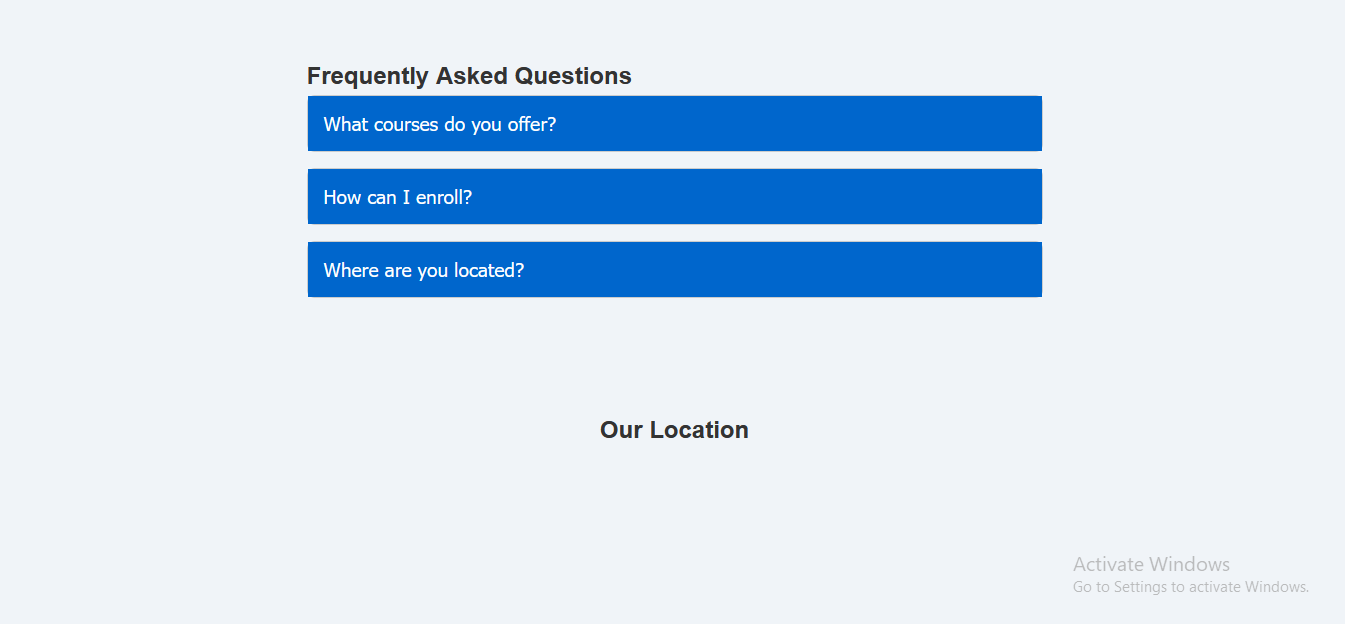 Frequently Asked Questions
What courses do you offer?
How can I enroll?
Where are you located?
Our Location
Activate Windows
Go to Settings to activate Windows.